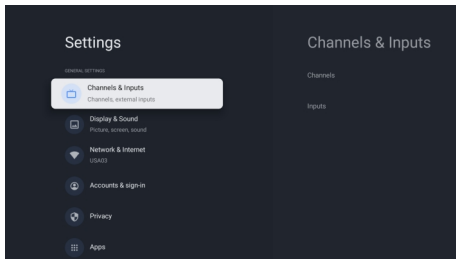 Settings
GENERAL SETTINGS
Channels & Inputs
Channels, external inputs
Display & Sound
Picture, screen, sound
Network & Internet
USA03
Accounts & sign-in
Privacy
Apps
Channels & Inputs
Channels
Inputs